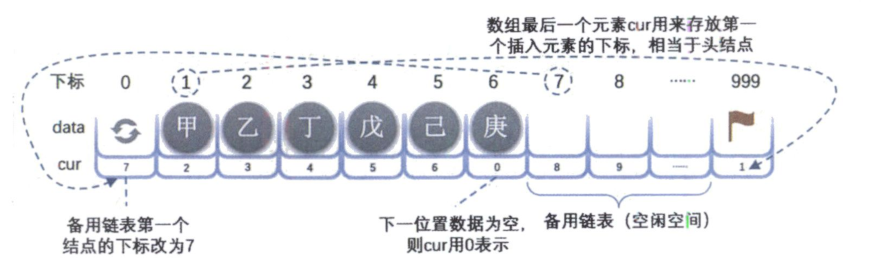 数组最后一个元素cur用来存放第一
个插入元素的下标，相当于头结点
下标 0 1 2 3 4 5 6 7 8 …… 999
data 甲 乙 丁 戊 己 庚
cur 7 2 3 4 5 6 0 8 9 …… 1
备用链表第一个
结点的下标改为7
下一位置数据为空，
则cur用0表示
备用链表（空闲空间）